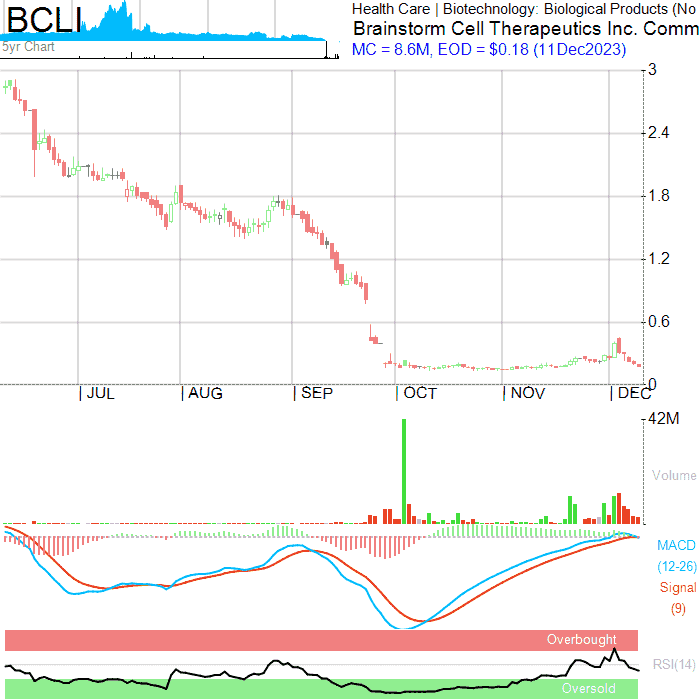 BCLI
5yr Chart
Health Care | Biotechnology: Biological Products (No
Brainstorm Cell Therapeutics Inc. Comm
MC = 8.6M, EOD = $0.18 (11Dec2023)
3
2.4
1.8
1.2
0.6
0
JUL AUG SEP OCT NOV DEC
42M
Volume
MACD
(12-26)
Signal
(9)
Overbought
RSI(14)
Oversold